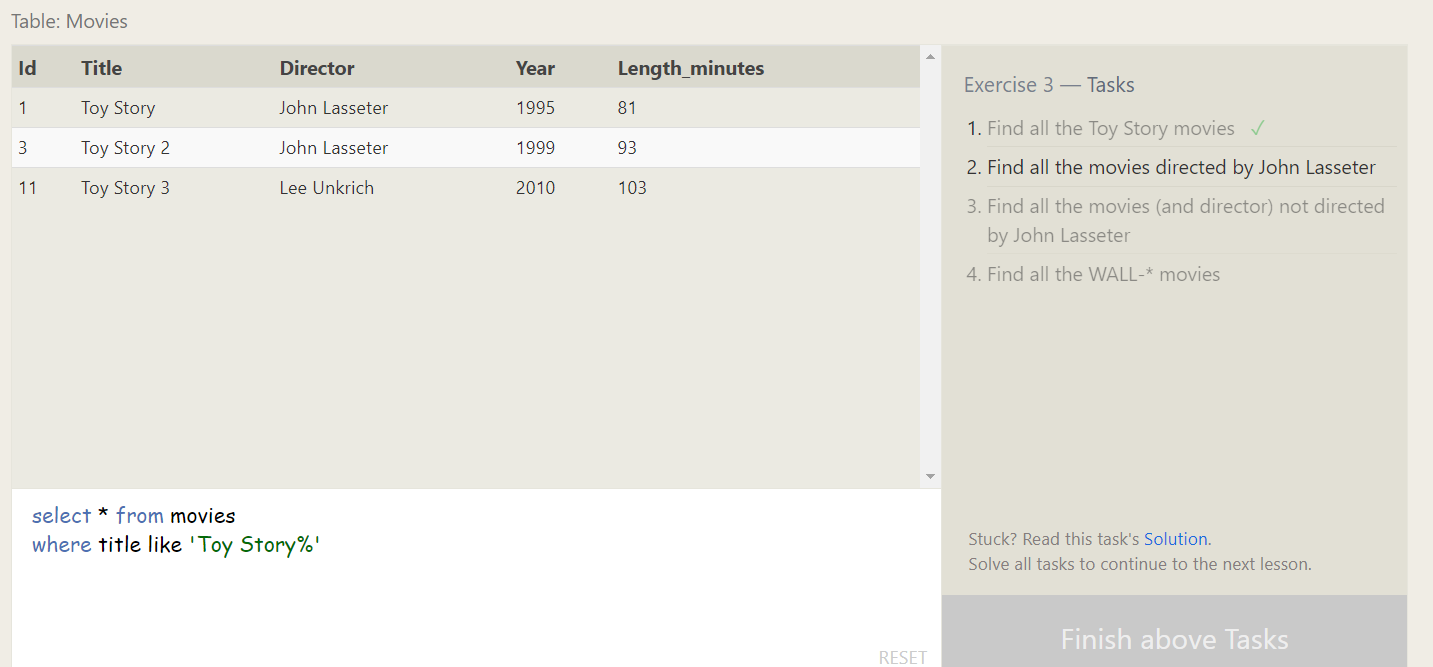 Table: Movies
Id Title Director Year Length_minutes
1 Toy Story John Lasseter 1995 81
3 Toy Story 2 John Lasseter 1999 93
11 Toy Story 3 Lee Unkrich 2010 103
select * from movies
where title like 'Toy Story%'
RESET
Exercise 3 — Tasks
1. Find all the Toy Story movies ✓
2. Find all the movies directed by John Lasseter
3. Find all the movies (and director) not directed
by John Lasseter
4. Find all the WALL-* movies
Stuck? Read this task's Solution.
Solve all tasks to continue to the next lesson.
Finish above Tasks